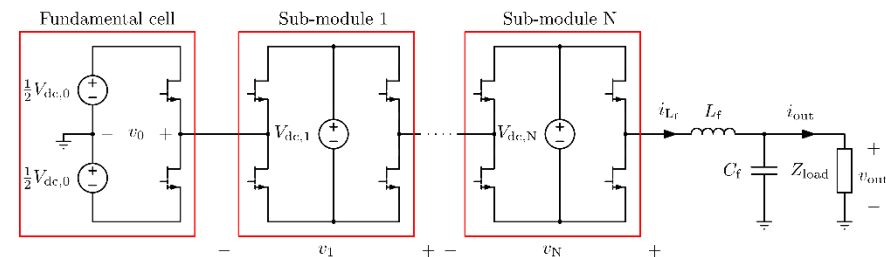 Fundamental cell
Sub-module 1
Sub-module N
½V_dc,0
− v_0 +
½V_dc,0
V_dc,1
V_dc,N
i_Lf
L_f
i_out
C_f
Z_load
+
v_out
−
− v_1 +
− v_N +